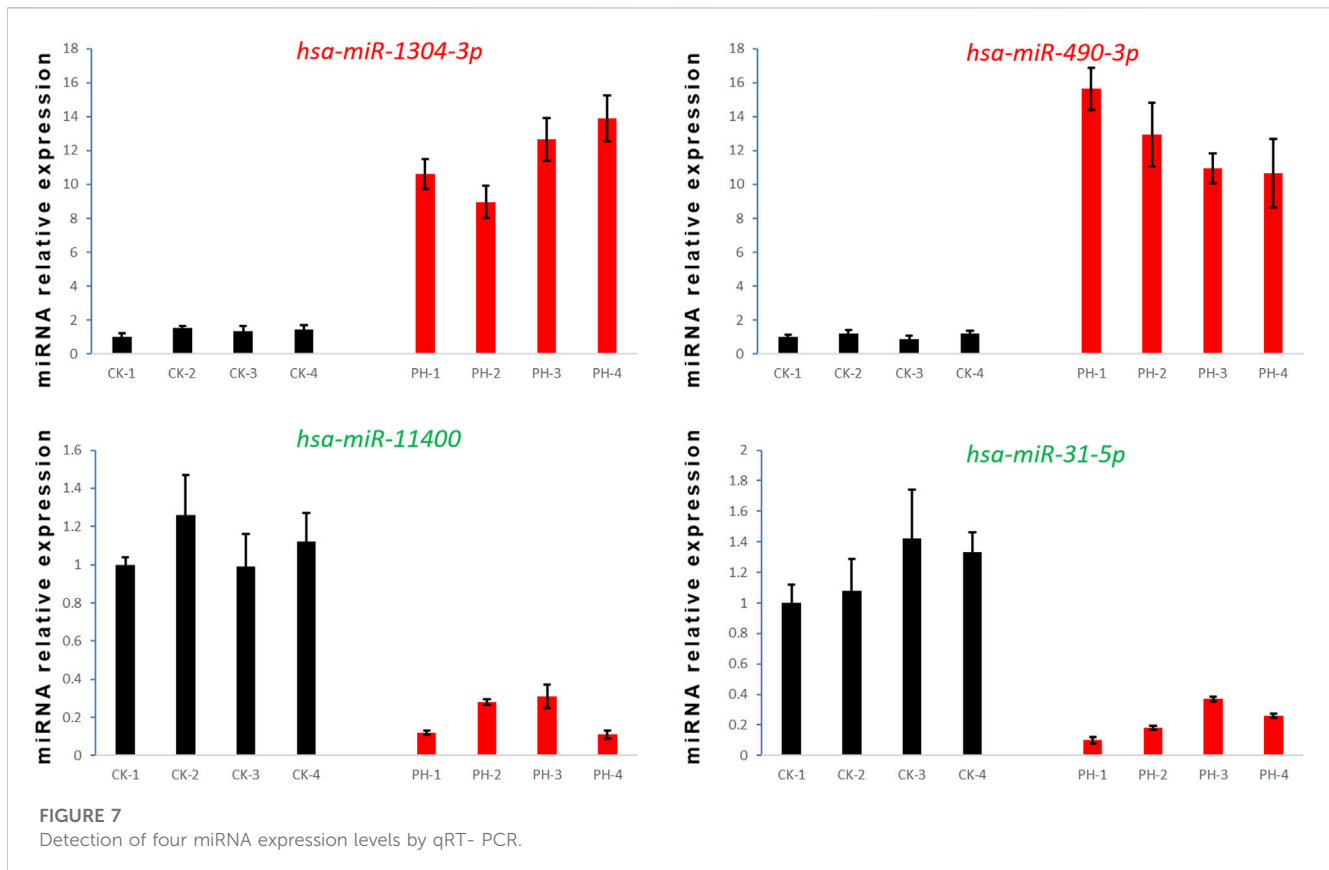 hsa-miR-1304-3p
miRNA relative expression
18
16
14
12
10
8
6
4
2
0
CK-1 CK-2 CK-3 CK-4 PH-1 PH-2 PH-3 PH-4
hsa-miR-490-3p
miRNA relative expression
18
16
14
12
10
8
6
4
2
0
CK-1 CK-2 CK-3 CK-4 PH-1 PH-2 PH-3 PH-4
hsa-miR-11400
miRNA relative expression
1.6
1.4
1.2
1
0.8
0.6
0.4
0.2
0
CK-1 CK-2 CK-3 CK-4 PH-1 PH-2 PH-3 PH-4
hsa-miR-31-5p
miRNA relative expression
2
1.8
1.6
1.4
1.2
1
0.8
0.6
0.4
0.2
0
CK-1 CK-2 CK-3 CK-4 PH-1 PH-2 PH-3 PH-4
FIGURE 7
Detection of four miRNA expression levels by qRT- PCR.